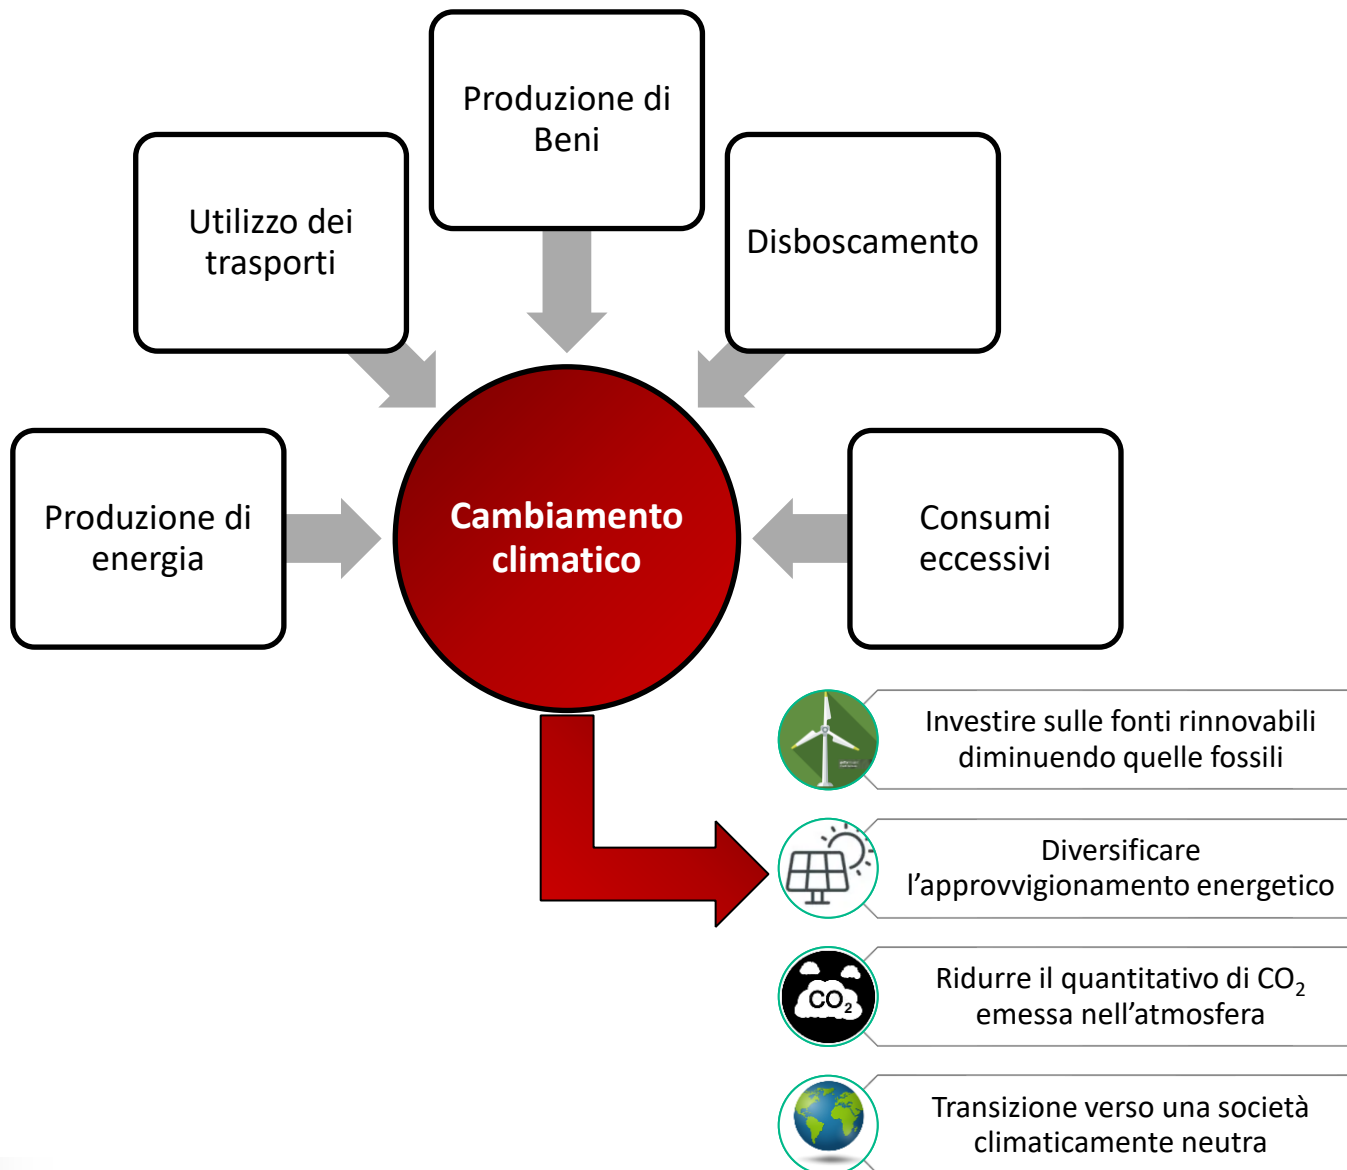 Produzione di
Beni
Utilizzo dei
trasporti
Disboscamento
Produzione di
energia
Cambiamento
climatico
Consumi
eccessivi
Investire sulle fonti rinnovabili
diminuendo quelle fossili
Diversificare
l’approvvigionamento energetico
CO₂
Ridurre il quantitativo di CO₂
emessa nell’atmosfera
Transizione verso una società
climaticamente neutra